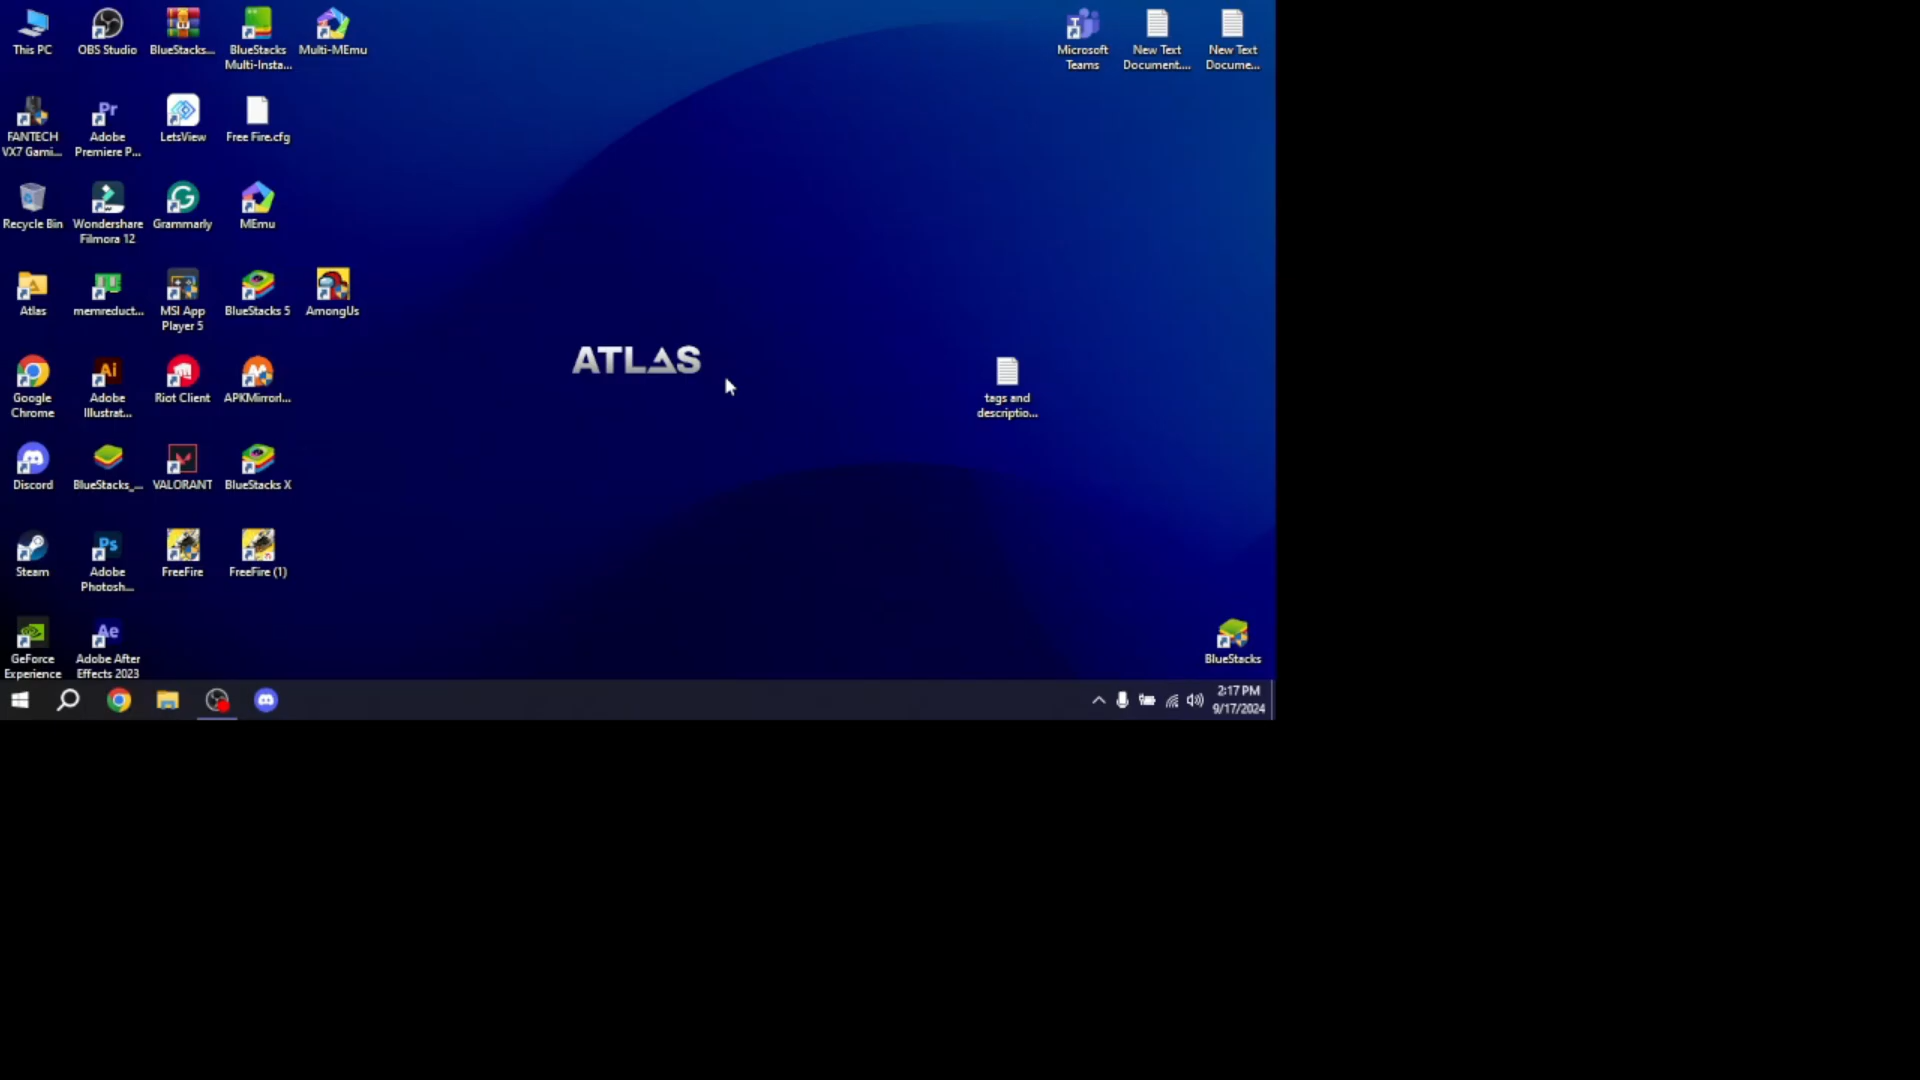 This PC
OBS Studio
BlueStacks...
BlueStacks
Multi-Insta...
Multi-MEmu
Microsoft
Teams
New Text
Document....
New Text
Docume...
FANTECH
VX7 Gami...
Adobe
Premiere P...
LetsView
Free Fire.cfg
Recycle Bin
Wondershare
Filmora 12
Grammarly
MEmu
Atlas
memreduct...
MSI App
Player 5
BlueStacks 5
AmongUs
ATLAS
Google
Chrome
Adobe
Illustrat...
Riot Client
APKMirrorI...
tags and
descriptio...
Discord
BlueStacks_...
VALORANT
BlueStacks X
Steam
Adobe
Photosh...
FreeFire
FreeFire (1)
GeForce
Experience
Adobe After
Effects 2023
BlueStacks
2:17 PM
9/17/2024